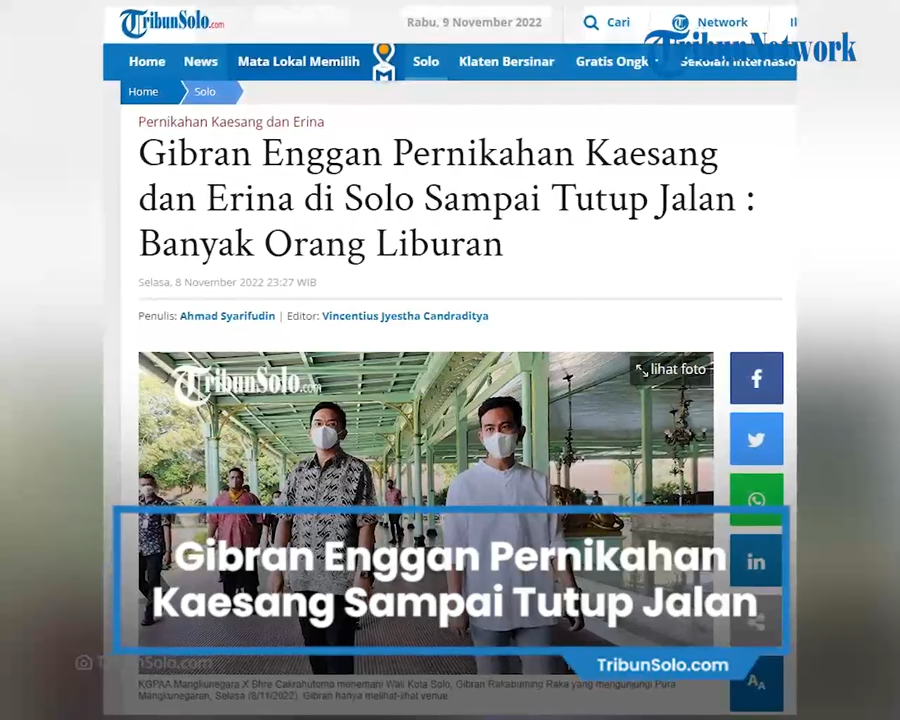 TribunSolo.com
Rabu, 9 November 2022
Cari
Network
TribunNetwork
Home
News
Mata Lokal Memilih
Solo
Klaten Bersinar
Gratis Ongk
Sekolah Internasio
Home
Solo
Pernikahan Kaesang dan Erina
Gibran Enggan Pernikahan Kaesang
dan Erina di Solo Sampai Tutup Jalan :
Banyak Orang Liburan
Selasa, 8 November 2022 23:27 WIB
Penulis: Ahmad Syarifudin | Editor: Vincentius Jyestha Candraditya
TribunSolo.com
lihat foto
Gibran Enggan Pernikahan
Kaesang Sampai Tutup Jalan
TribunSolo.com
KGPAA Mangkunegara X Bhre Cakrahutomo menemani Wali Kota Solo, Gibran Rakabuming Raka yang mengunjungi Pura
Mangkunegaran, Selasa (8/11/2022). Gibran hanya melihat-lihat venue
AA